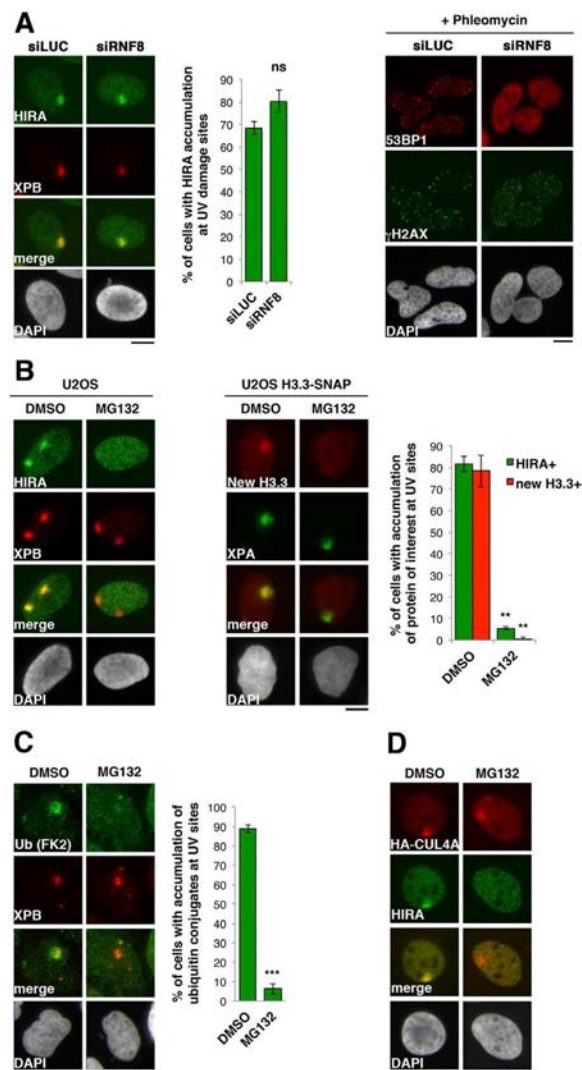 A
siLUC siRNF8
HIRA
XPB
merge
DAPI
% of cells with HIRA accumulation
at UV damage sites
90
80
70
60
50
40
30
20
10
0
ns
siLUC
siRNF8
+ Phleomycin
siLUC siRNF8
53BP1
γH2AX
DAPI
B
U2OS
DMSO MG132
HIRA
XPB
merge
DAPI
U2OS H3.3-SNAP
DMSO MG132
New H3.3
XPA
merge
DAPI
% of cells with accumulation
of protein of interest at UV sites
100
90
80
70
60
50
40
30
20
10
0
HIRA+
new H3.3+
**
**
DMSO
MG132
C
DMSO MG132
Ub (FK2)
XPB
merge
DAPI
% of cells with accumulation of
ubiquitin conjugates at UV sites
100
90
80
70
60
50
40
30
20
10
0
***
DMSO
MG132
D
DMSO MG132
HA-CUL4A
HIRA
merge
DAPI